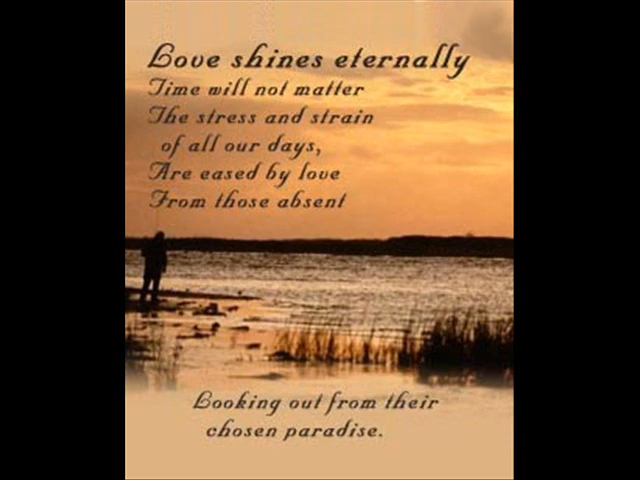 Love shines eternally
Time will not matter
The stress and strain
of all our days,
Are eased by love
From those absent
Looking out from their
chosen paradise.